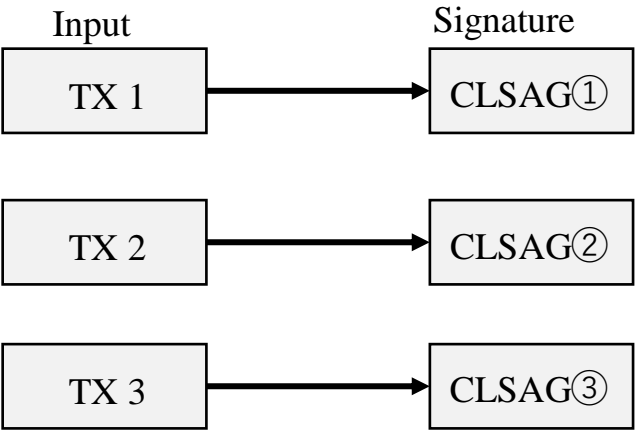 Input Signature
TX 1 CLSAG①
TX 2 CLSAG②
TX 3 CLSAG③